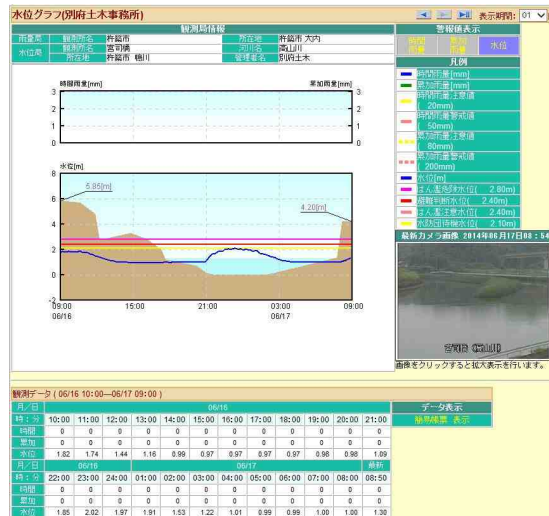 水位グラフ(別府土木事務所)
表示期間: 01
観測局情報
雨量局 観測所名 杵築市 所在地 杵築市 大内
水位局 観測所名 宮司橋 河川名 高山川
所在地 杵築市 鴨川 管理者名 別府土木
警報値表示
時間雨量 累加雨量 水位
凡例
時間雨量[mm]
累加雨量[mm]
時間雨量注意値
20mm)
時間雨量警戒値
50mm)
累加雨量注意値
( 80mm)
累加雨量警戒値
( 200mm)
水位[m]
はん濫危険水位( 2.80m)
避難判断水位( 2.40m)
はん濫注意水位( 2.40m)
水防団待機水位( 2.10m)
時間雨量[mm] 累加雨量[mm]
3 3
2 2
1 1
水位[m]
8
6
4
2
0
-2
5.85[m]
4.20[m]
09:00 15:00 21:00 03:00 09:00
06/16 06/17
最新カメラ画像 2014年06月17日08:54
画像をクリックすると拡大表示を行います。
観測データ ( 06/16 10:00―06/17 09:00 )
月/日 06/16
時:分 10:00 11:00 12:00 13:00 14:00 15:00 16:00 17:00 18:00 19:00 20:00 21:00
時間 0 0 0 0 0 0 0 0 0 0 0 0
累加 0 0 0 0 0 0 0 0 0 0 0 0
水位 1.82 1.74 1.44 1.16 0.99 0.97 0.97 0.97 0.97 0.98 0.98 1.09
月/日 06/16 06/17 最新
時:分 22:00 23:00 24:00 01:00 02:00 03:00 04:00 05:00 06:00 07:00 08:00 08:50
時間 0 0 0 0 0 0 0 0 0 0 0 0
累加 0 0 0 0 0 0 0 0 0 0 0 0
水位 1.85 2.02 1.97 1.91 1.53 1.22 1.01 0.99 0.99 1.00 1.00 1.30
データ表示
簡易帳票 表示